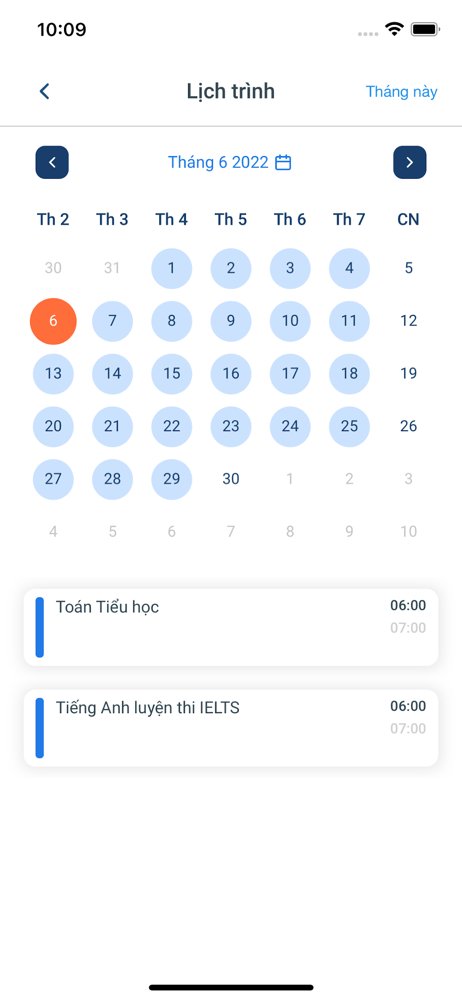 10:09
Lịch trình Tháng này
Tháng 6 2022
Th 2 Th 3 Th 4 Th 5 Th 6 Th 7 CN
30 31 1 2 3 4 5
6 7 8 9 10 11 12
13 14 15 16 17 18 19
20 21 22 23 24 25 26
27 28 29 30 1 2 3
4 5 6 7 8 9 10
Toán Tiểu học 06:00
07:00
Tiếng Anh luyện thi IELTS 06:00
07:00